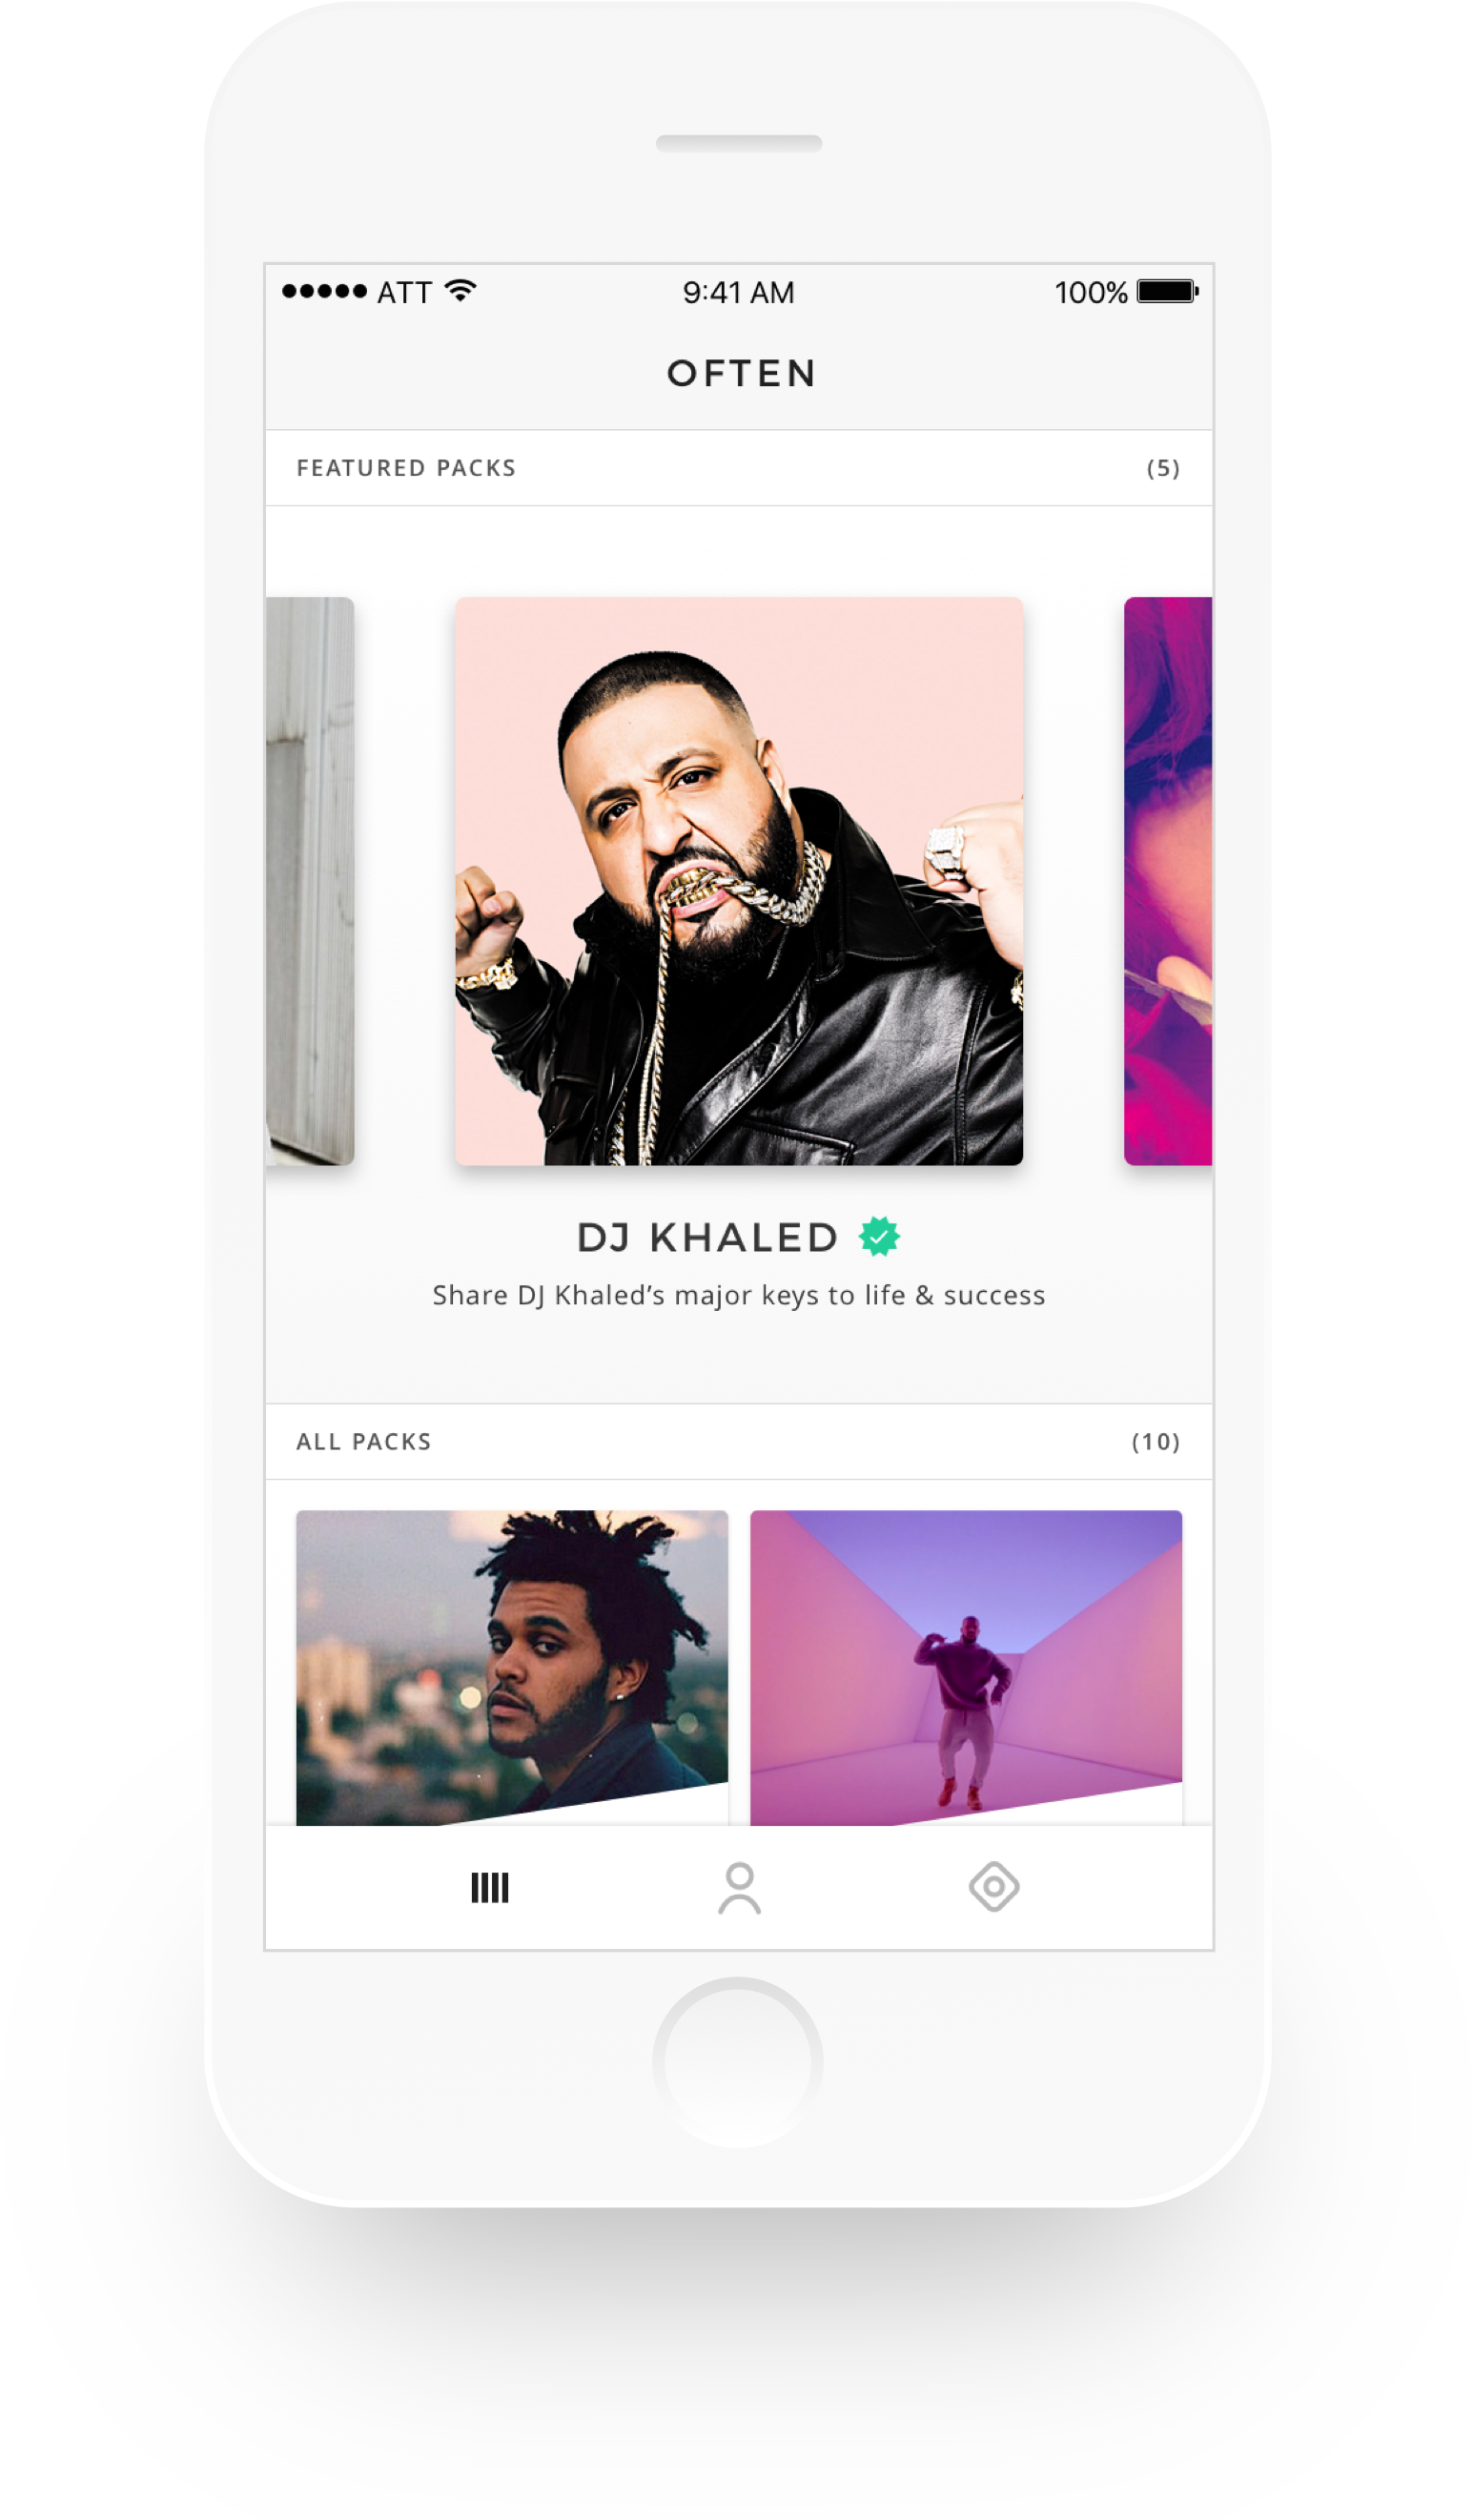 ATT 9:41 AM 100%
OFTEN
FEATURED PACKS (5)
DJ KHALED
Share DJ Khaled’s major keys to life & success
ALL PACKS (10)